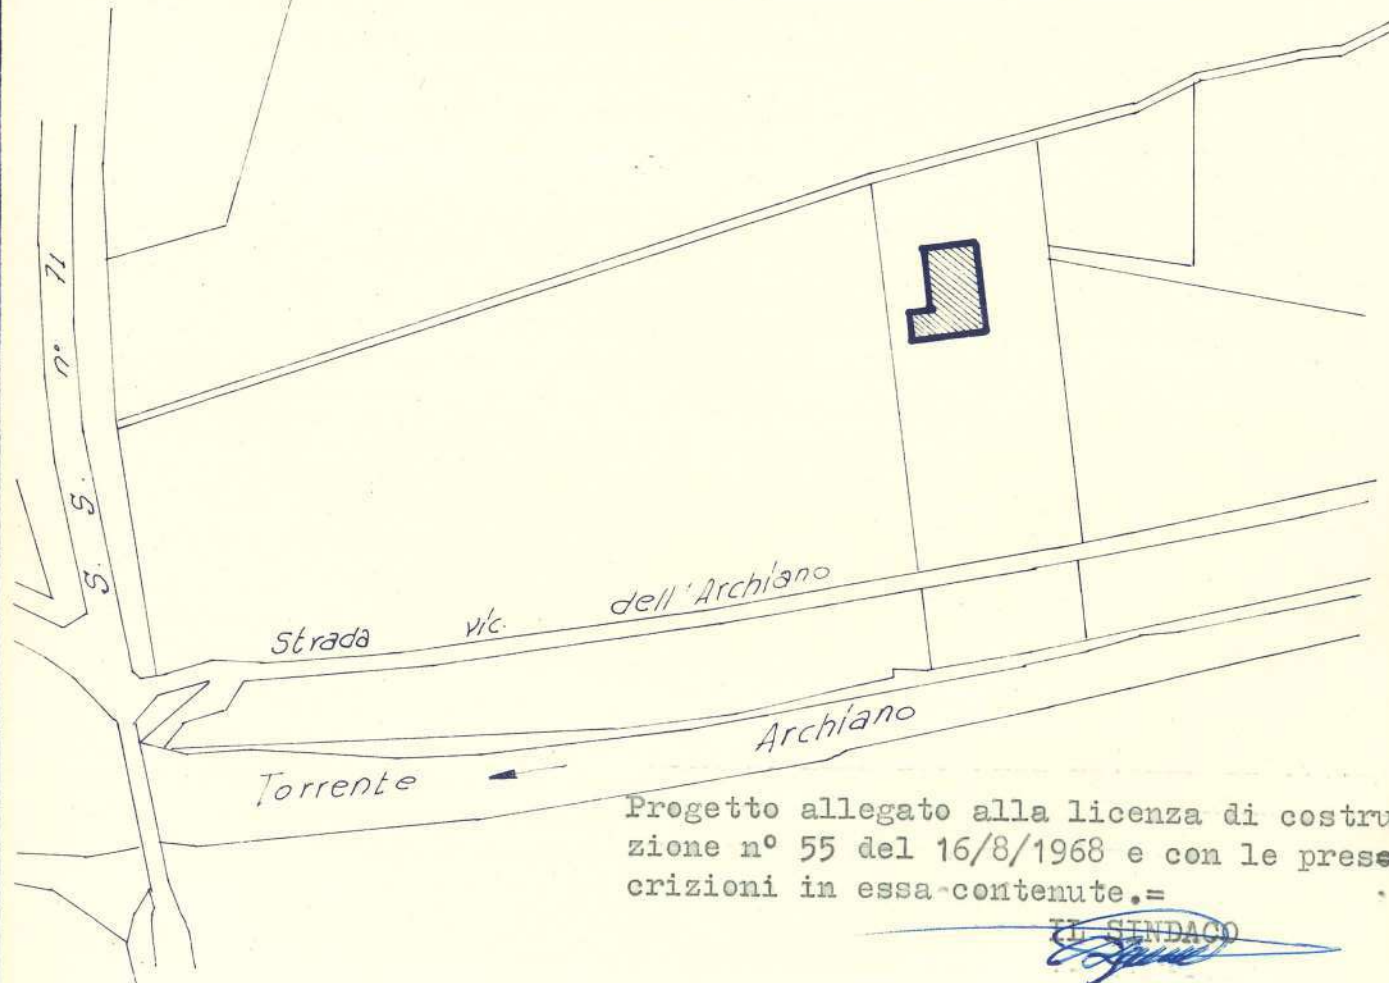 S. S. n° 71
Strada vic. dell'Archiano
Torrente Archiano
Progetto allegato alla licenza di costru
zione n° 55 del 16/8/1968 e con le pres
crizioni in essa contenute.=
IL SINDACO